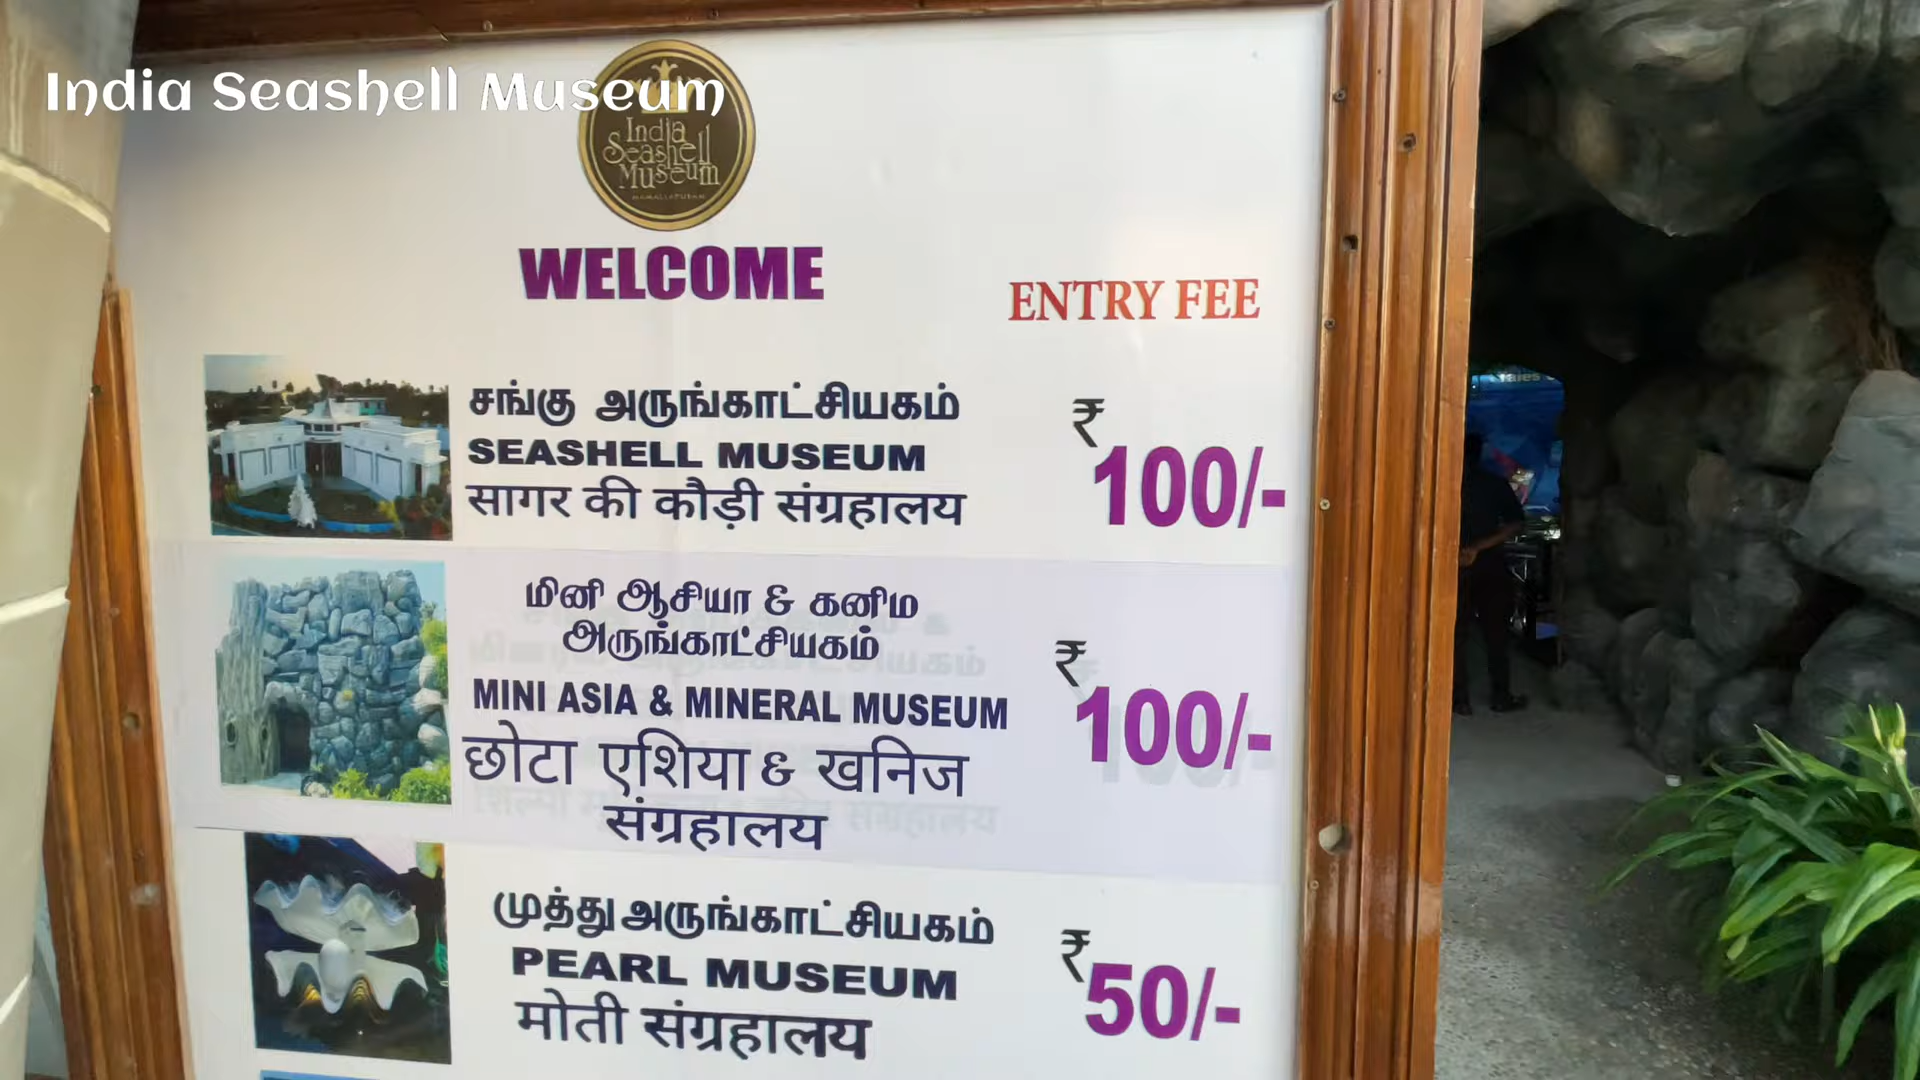 India Seashell Museum
India
Seashell
Museum
MAMALLAPURAM
WELCOME
ENTRY FEE
சங்கு அருங்காட்சியகம்
SEASHELL MUSEUM
सागर की कौड़ी संग्रहालय
₹ 100/-
மினி ஆசியா & கனிம
அருங்காட்சியகம்
MINI ASIA & MINERAL MUSEUM
छोटा एशिया & खनिज
संग्रहालय
₹ 100/-
முத்து அருங்காட்சியகம்
PEARL MUSEUM
मोती संग्रहालय
₹ 50/-